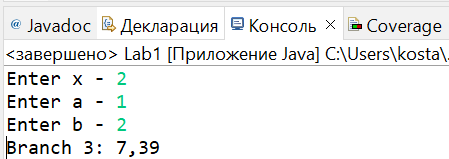 @ Javadoc Декларация Консоль Coverage
<завершено> Lab1 [Приложение Java] C:\Users\kosta\.
Enter x - 2
Enter a - 1
Enter b - 2
Branch 3: 7,39